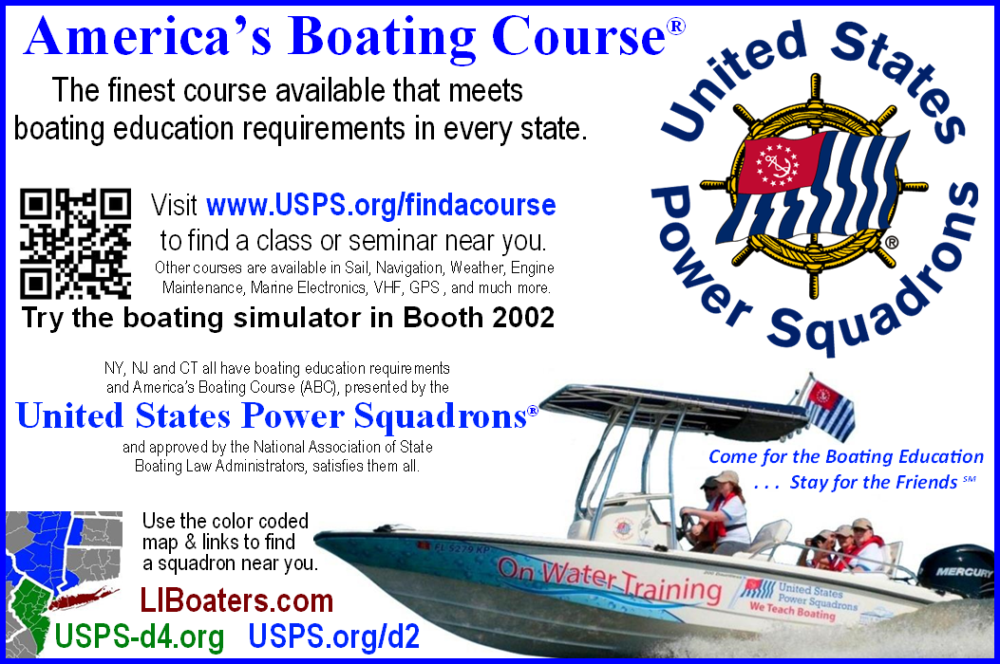 America's Boating Course®
The finest course available that meets
boating education requirements in every state.
United States
Power Squadrons
®
Visit www.USPS.org/findacourse
to find a class or seminar near you.
Other courses are available in Sail, Navigation, Weather, Engine
Maintenance, Marine Electronics, VHF, GPS , and much more.
Try the boating simulator in Booth 2002
NY, NJ and CT all have boating education requirements
and America's Boating Course (ABC), presented by the
United States Power Squadrons®
and approved by the National Association of State
Boating Law Administrators, satisfies them all.
Come for the Boating Education
. . . Stay for the Friends SM
Use the color coded
map & links to find
a squadron near you.
LIBoaters.com
USPS-d4.org USPS.org/d2
FL 5279 KP
On Water Training
United States
Power Squadrons
We Teach Boating
MERCURY